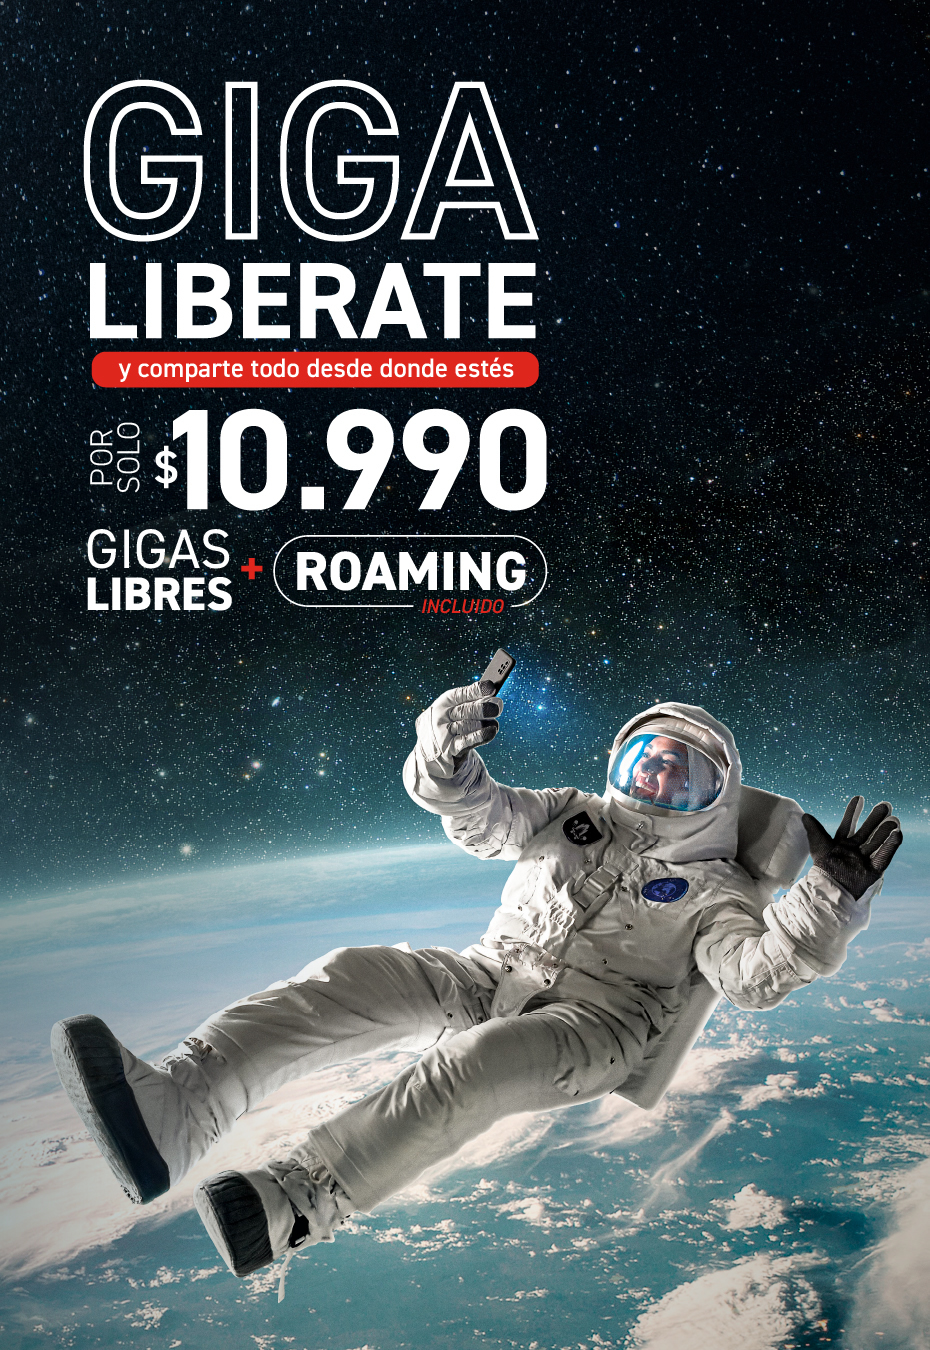 GIGA
LIBERATE
y comparte todo desde donde estés
POR
SOLO
$10.990
GIGAS
LIBRES
+
ROAMING
INCLUIDO